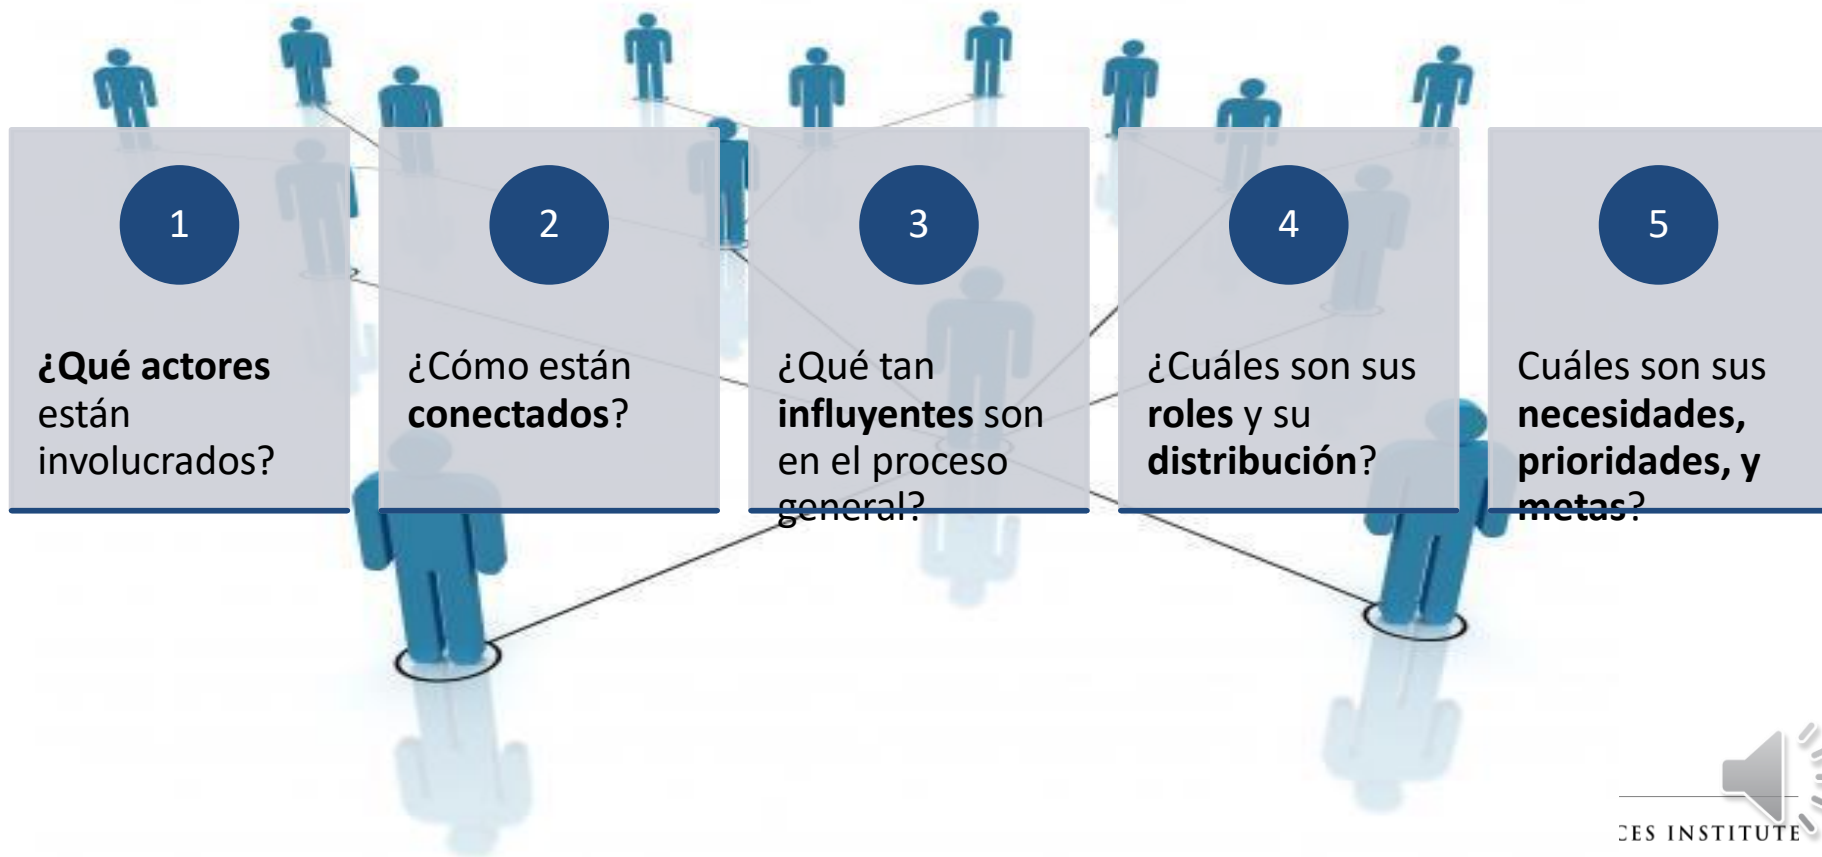 1
¿Qué actores
están
involucrados?
2
¿Cómo están
conectados?
3
¿Qué tan
influyentes son
en el proceso
general?
4
¿Cuáles son sus
roles y su
distribución?
5
Cuáles son sus
necesidades,
prioridades, y
metas?
INSTITUTE